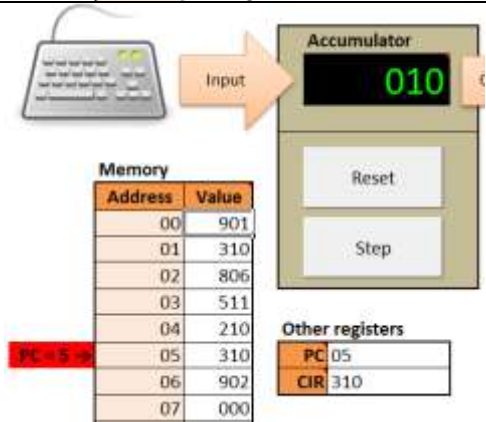 Accumulator
Input
010
Memory
Address Value
00 901
01 310
02 806
03 511
04 210
05 310
06 902
07 000
PC = 5 →
Reset
Step
Other registers
PC 05
CIR 310